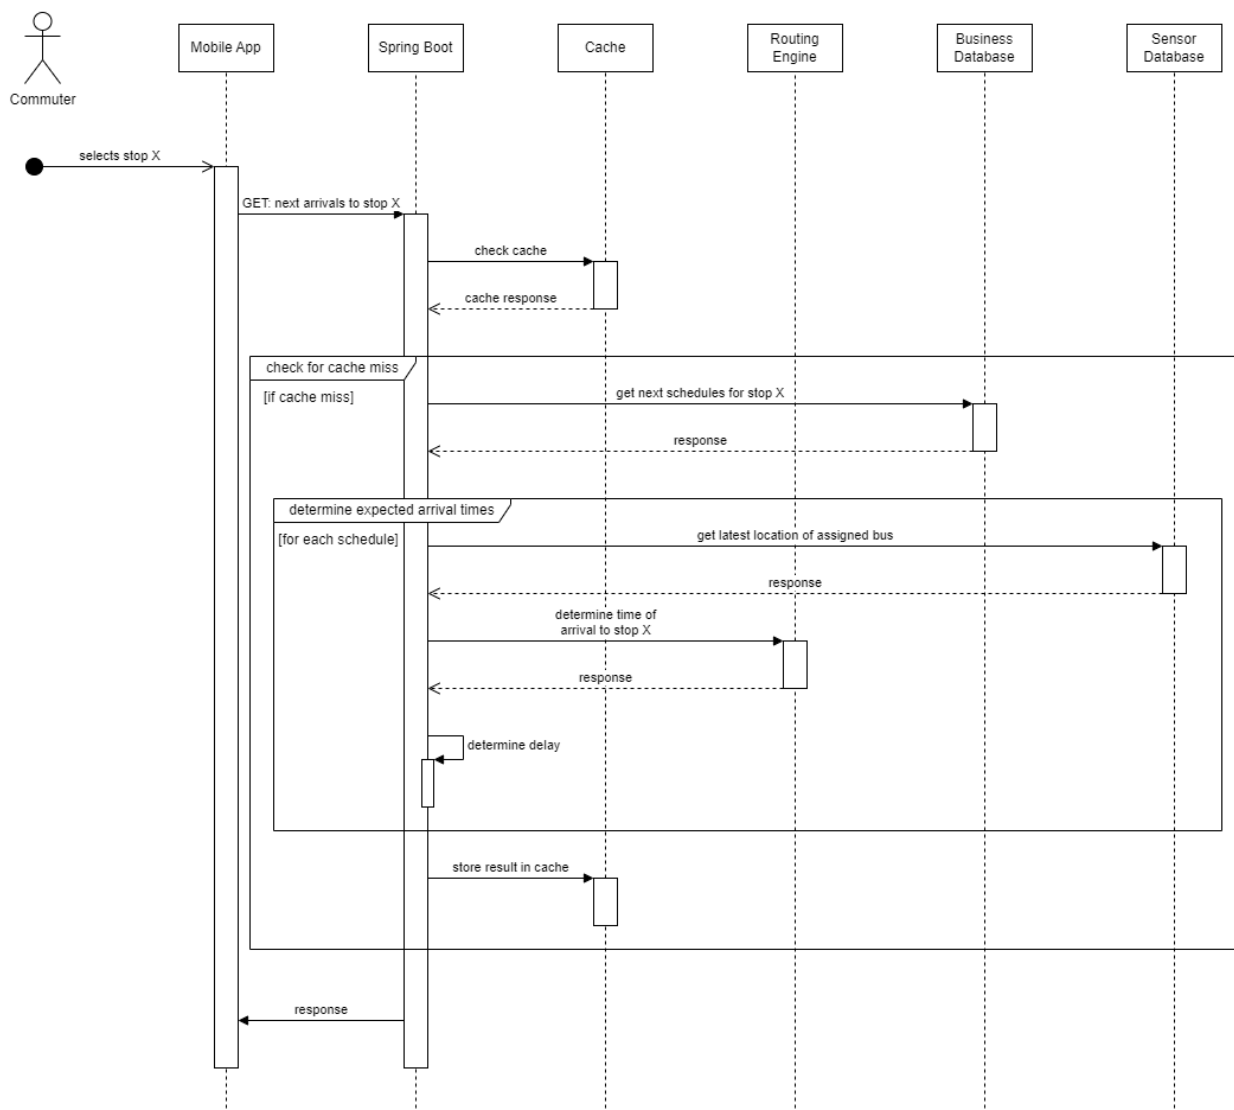 Commuter
Mobile App
Spring Boot
Cache
Routing
Engine
Business
Database
Sensor
Database
selects stop X
GET: next arrivals to stop X
check cache
cache response
check for cache miss
[if cache miss]
get next schedules for stop X
response
determine expected arrival times
[for each schedule]
get latest location of assigned bus
response
determine time of
arrival to stop X
response
determine delay
store result in cache
response